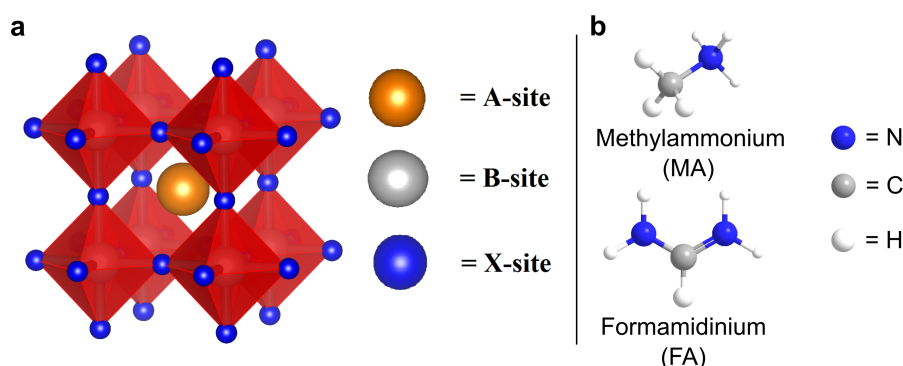 a
= A-site
= B-site
= X-site
b
Methylammonium
(MA)
Formamidinium
(FA)
= N
= C
= H